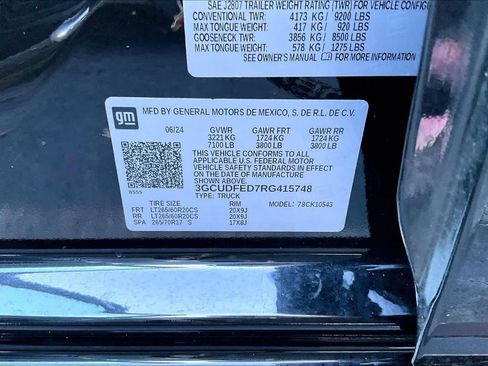 SAE J2807 TRAILER WEIGHT RATING (TWR) FOR VEHICLE CONFIG
CONVENTIONAL TWR: 4173 KG / 9200 LBS
MAX TONGUE WEIGHT: 417 KG / 920 LBS
GOOSENECK TWR: 3856 KG / 8500 LBS
MAX TONGUE WEIGHT: 578 KG / 1275 LBS
SEE OWNER'S MANUAL FOR MORE INFORMATION
gm MFD BY GENERAL MOTORS DE MEXICO, S. DE R.L. DE C.V.
06/24 GVWR GAWR FRT GAWR RR
3221 KG 1724 KG 1724 KG
7100 LB 3800 LB 3800 LB
THIS VEHICLE CONFORMS TO ALL
APPLICABLE U.S. FEDERAL MOTOR
VEHICLE SAFETY STANDARDS IN EFFECT
ON THE DATE OF MANUFACTURE SHOWN ABOVE.
3GCUDFED7RG415748
TYPE: TRUCK
TIRE SIZE RIM 78CK10543
FRT LT265/60R20CS 20X9J
RR LT265/60R20CS 20X9J
SPA 265/70R17 S 17X8J